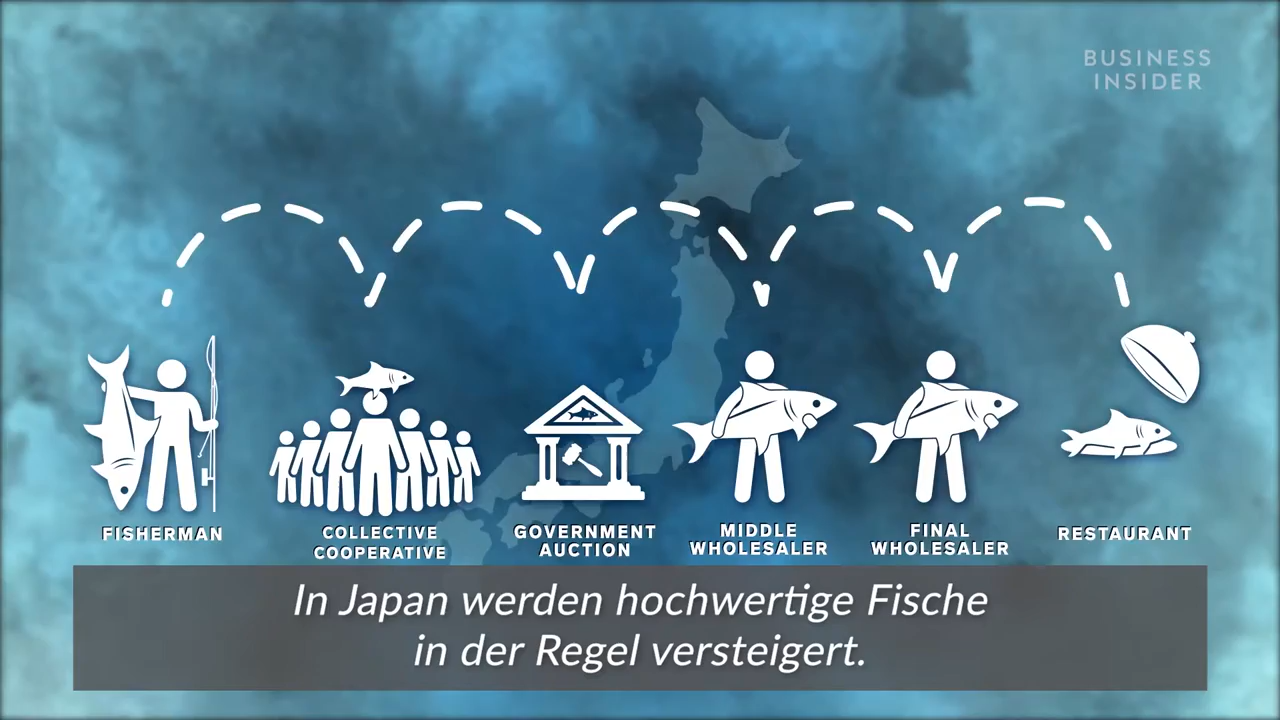 BUSINESS
INSIDER
FISHERMAN
COLLECTIVE
COOPERATIVE
GOVERNMENT
AUCTION
MIDDLE
WHOLESALER
FINAL
WHOLESALER
RESTAURANT
In Japan werden hochwertige Fische
in der Regel versteigert.